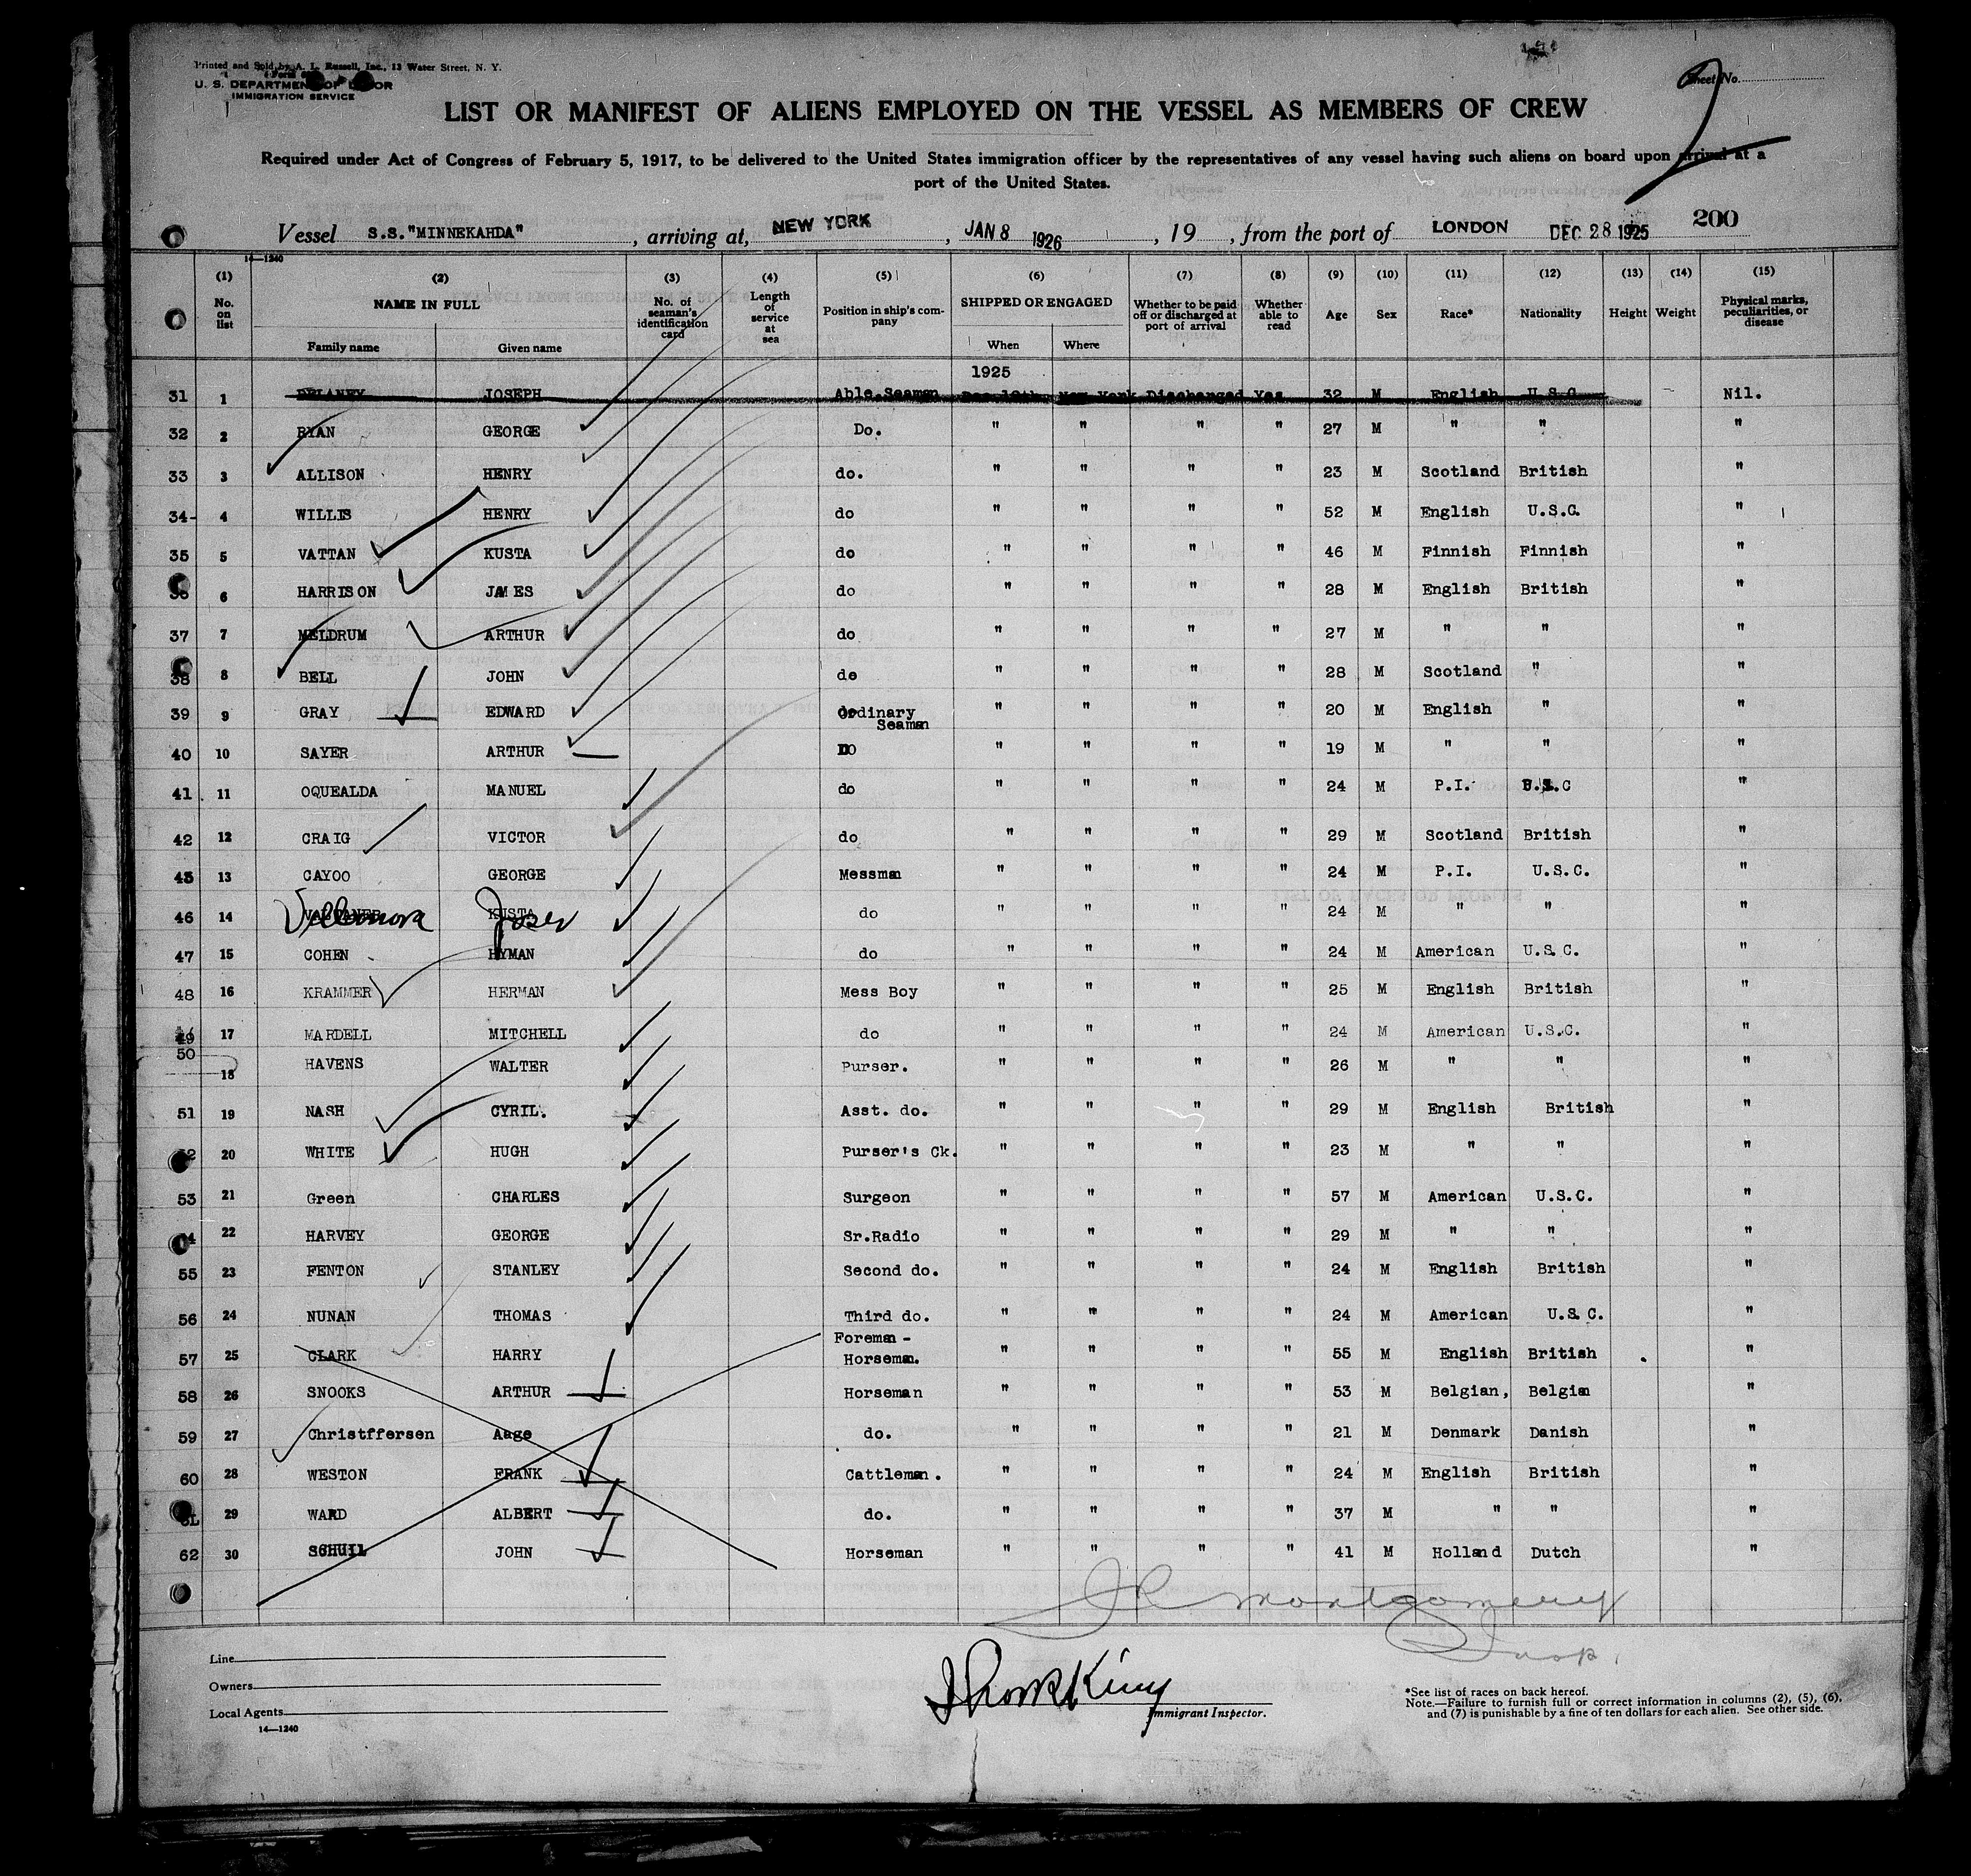 Printed and Sold by A. L. Russell, Inc., 13 Water Street, N. Y.
U. S. DEPARTMENT OF LABOR
IMMIGRATION SERVICE
Sheet No.
2
LIST OR MANIFEST OF ALIENS EMPLOYED ON THE VESSEL AS MEMBERS OF CREW
Required under Act of Congress of February 5, 1917, to be delivered to the United States immigration officer by the representatives of any vessel having such aliens on board upon arrival at a
port of the United States.
Vessel S.S."MINNEKAHDA", arriving at, NEW YORK, JAN 8 1926, 19 , from the port of LONDON DEC 28 1925 200
14—1240
(1) (2) (3) (4) (5) (6) (7) (8) (9) (10) (11) (12) (13) (14) (15)
No. on list NAME IN FULL Family name Given name No. of seaman's identification card Length of service at sea Position in ship's company SHIPPED OR ENGAGED When Where Whether to be paid off or discharged at port of arrival Whether able to read Age Sex Race* Nationality Height Weight Physical marks, peculiarities, or disease
1925
31 1 DELANEY JOSEPH Able.Seaman Dec.19th New York Discharged Yes 32 M English U.S.C. Nil.
32 2 RYAN GEORGE Do. " " " " 27 M " " "
33 3 ALLISON HENRY do. " " " " 23 M Scotland British "
34- 4 WILLIS HENRY do " " " " 52 M English U.S.C. "
35 5 VATTAN KUSTA do " " " " 46 M Finnish Finnish "
36 6 HARRISON JAMES do " " " " 28 M English British "
37 7 MELDRUM ARTHUR do " " " " 27 M " " "
38 8 BELL JOHN do " " " " 28 M Scotland " "
39 9 GRAY EDWARD Ordinary Seaman " " " " 20 M English " "
40 10 SAYER ARTHUR DO " " " " 19 M " " "
41 11 OQUEALDA MANUEL do " " " " 24 M P.I. U.S.C "
42 12 CRAIG VICTOR do " " " " 29 M Scotland British "
45 13 CAYOO GEORGE Messman " " " " 24 M P.I. U.S.C. "
46 14 KUSTA do " " " " 24 M " " "
47 15 COHEN HYMAN do " " " " 24 M American U.S.C. "
48 16 KRAMMER HERMAN Mess Boy " " " " 25 M English British "
49 17 MARDELL MITCHELL do " " " " 24 M American U.S.C. "
50 18 HAVENS WALTER Purser. " " " " 26 M " " "
51 19 NASH CYRIL. Asst. do. " " " " 29 M English British "
52 20 WHITE HUGH Purser's Ck. " " " " 23 M " " "
53 21 Green CHARLES Surgeon " " " " 57 M American U.S.C. "
54 22 HARVEY GEORGE Sr.Radio " " " " 29 M " " "
55 23 FENTON STANLEY Second do. " " " " 24 M English British "
56 24 NUNAN THOMAS Third do. " " " " 24 M American U.S.C. "
57 25 CLARK HARRY Foreman - Horseman. " " " " 55 M English British "
58 26 SNOOKS ARTHUR Horseman " " " " 53 M Belgian, Belgian "
59 27 Christffersen Aage do. " " " " 21 M Denmark Danish "
60 28 WESTON FRANK Cattleman. " " " " 24 M English British "
61 29 WARD ALBERT do. " " " " 37 M " " "
62 30 SCHUIL JOHN Horseman " " " " 41 M Holland Dutch "
Montgomery
Insp.
Line
Owners
Local Agents
14—1240
King
Immigrant Inspector.
*See list of races on back hereof.
Note.—Failure to furnish full or correct information in columns (2), (5), (6),
and (7) is punishable by a fine of ten dollars for each alien. See other side.